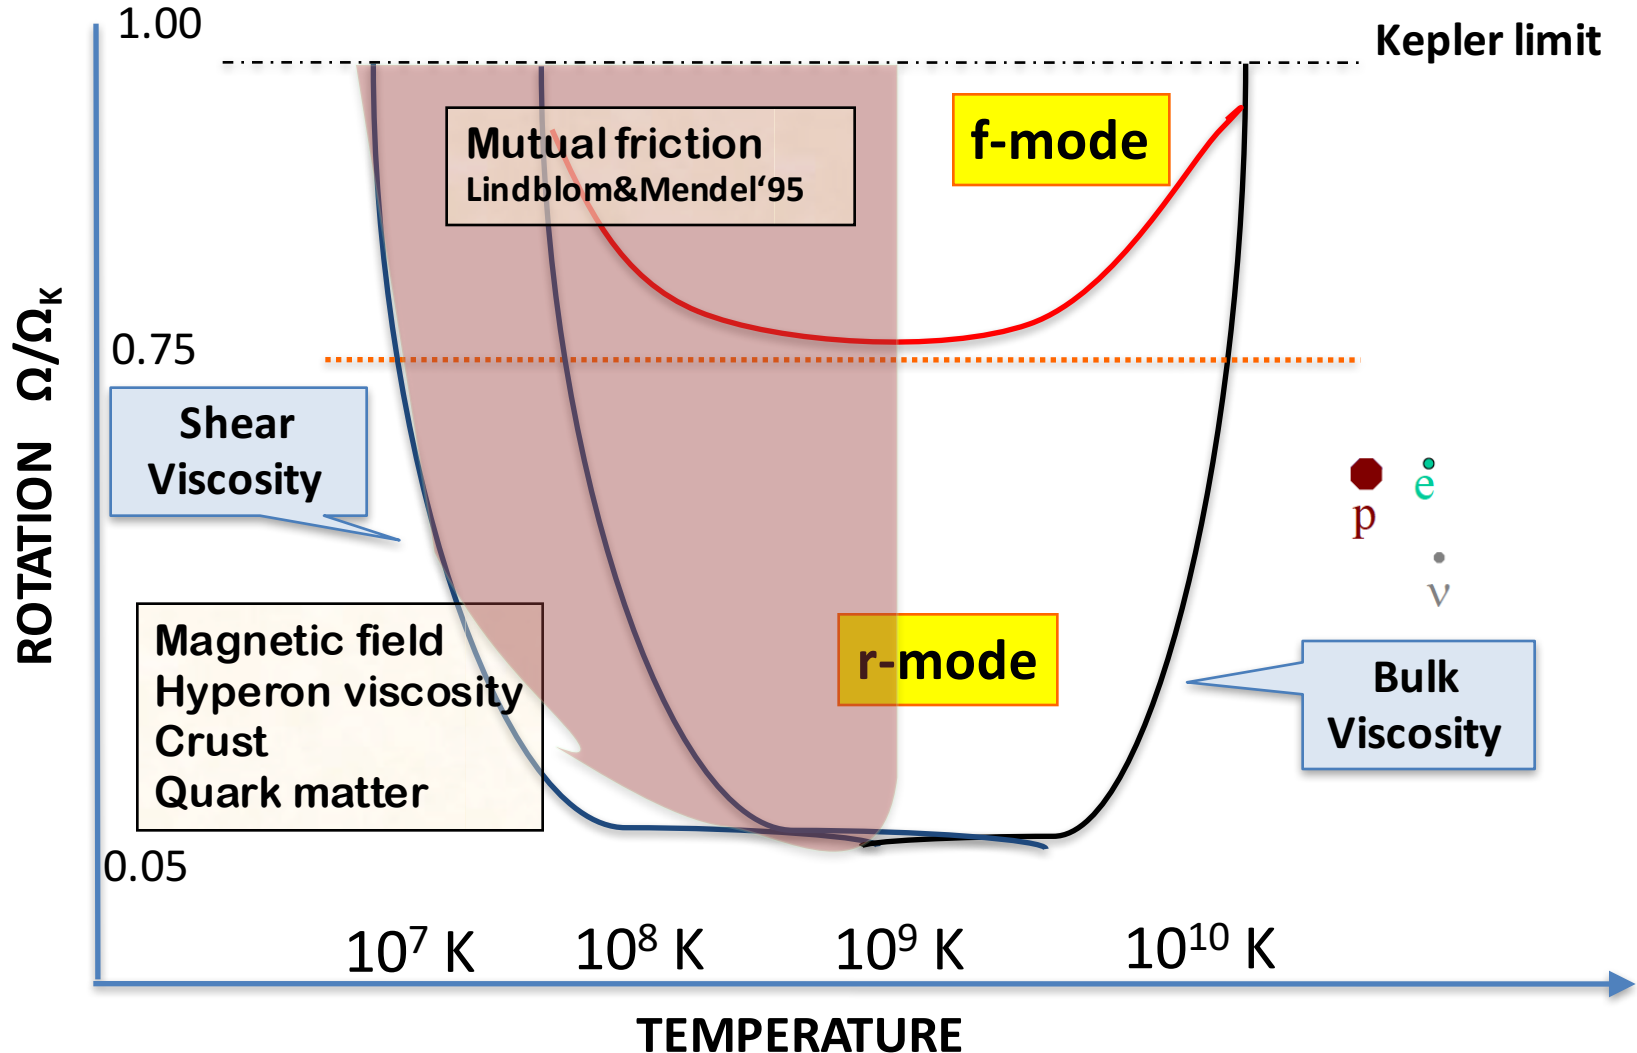 1.00
Kepler limit
Mutual friction
Lindblom&Mendel‘95
f-mode
ROTATION Ω/ΩK
0.75
Shear
Viscosity
p
e
ν
Magnetic field
Hyperon viscosity
Crust
Quark matter
r-mode
Bulk
Viscosity
0.05
10⁷ K
10⁸ K
10⁹ K
10¹⁰ K
TEMPERATURE